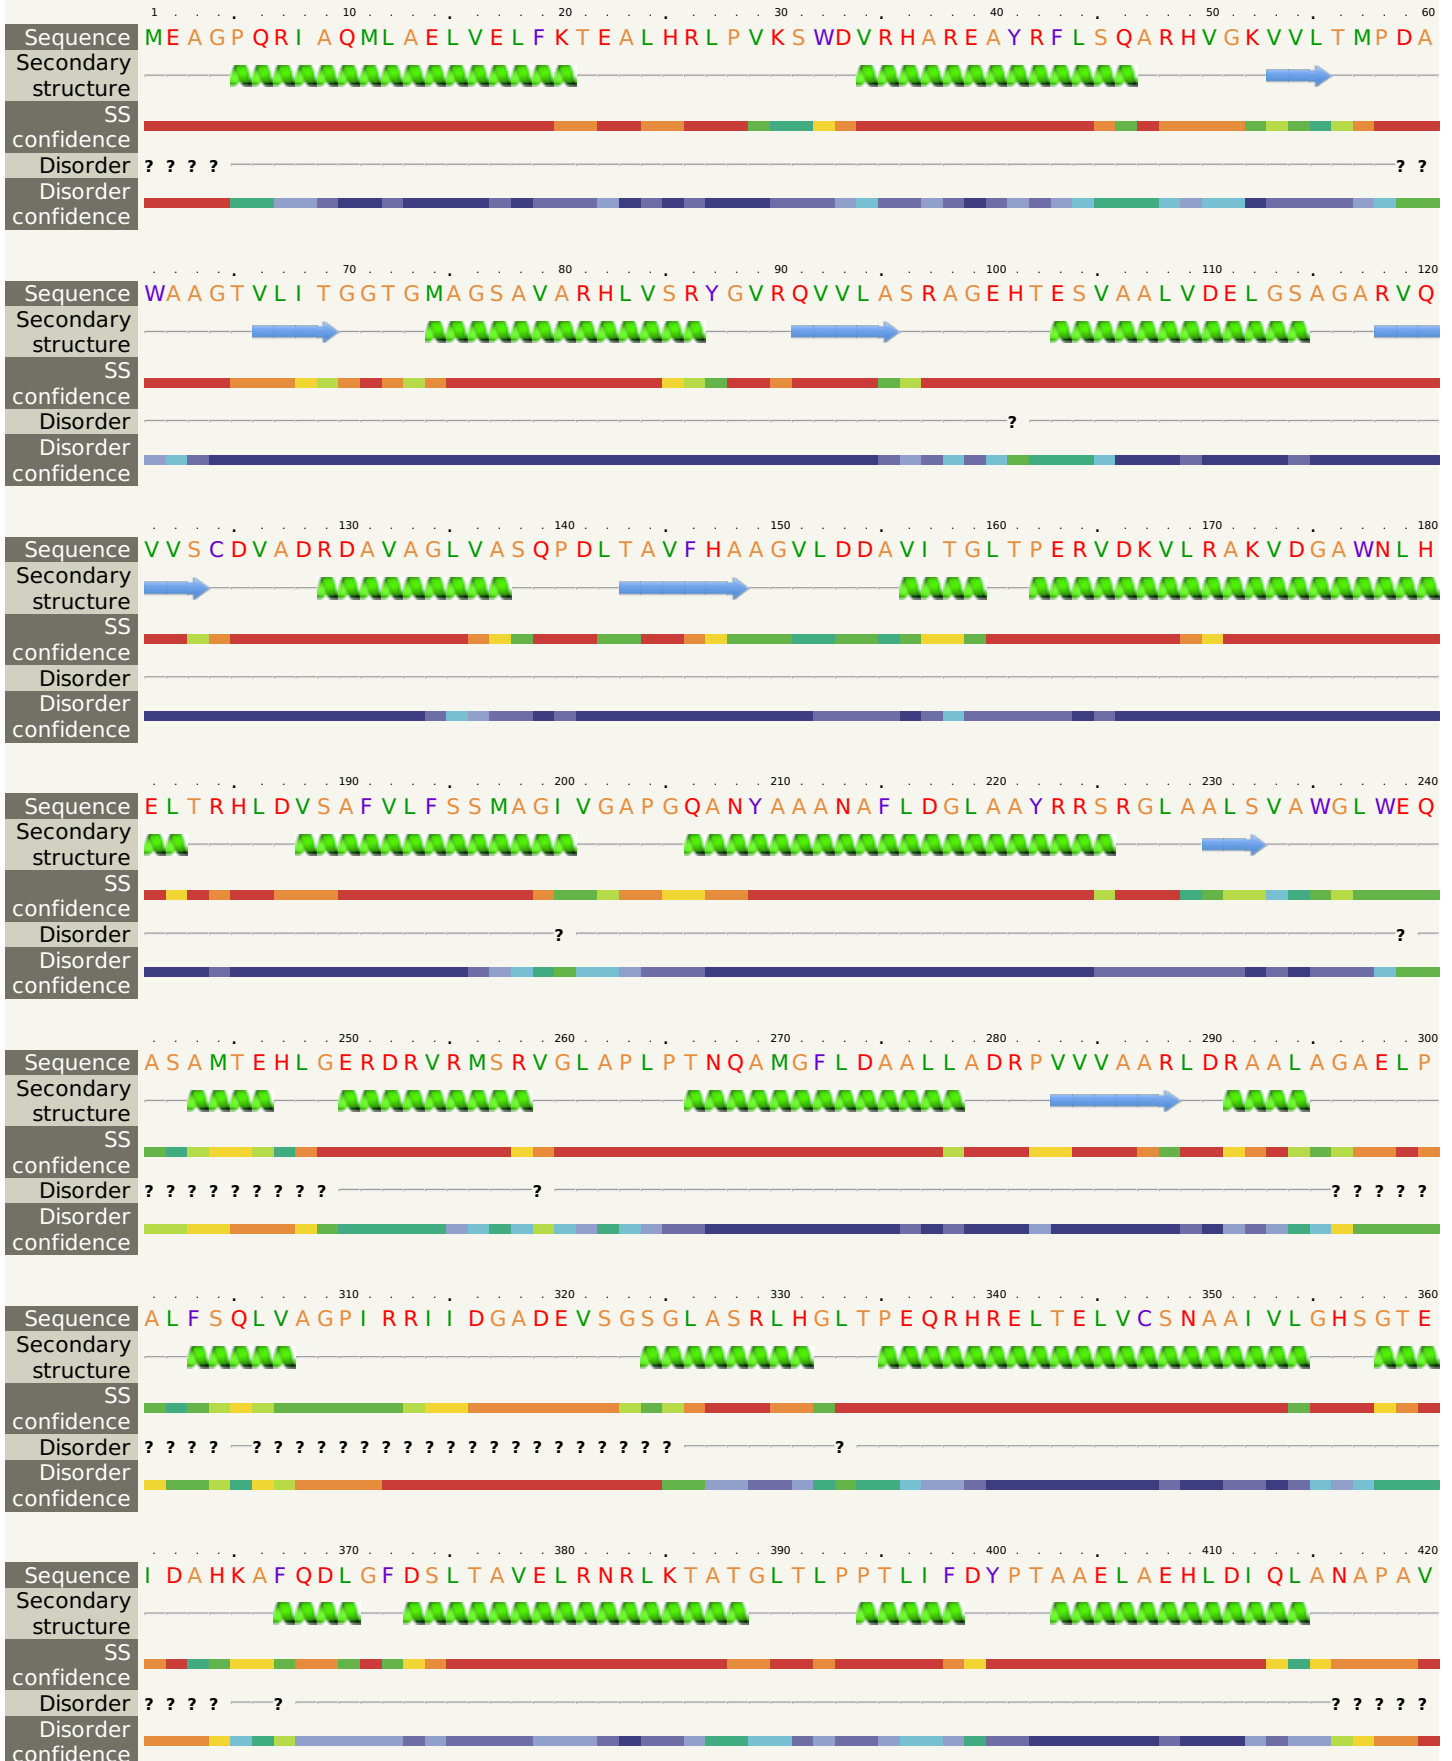 1 10 20 30 40 50 60
Sequence MEAGPQRIAQMLAELVELFKTEALHRLPVKSWDVRHAREAYRFLSQARHVGKVVLTMPDA
Secondary
structure
SS
confidence
Disorder ? ? ? ? ? ?
Disorder
confidence
70 80 90 100 110 120
Sequence WAAGTVLITGGTGMAGSAVARHLVSRYGVRQVVLASRAGEHTESVAALVDELGSAGARVQ
Secondary
structure
SS
confidence
Disorder ?
Disorder
confidence
130 140 150 160 170 180
Sequence VVSCDVADRDAVAGLVASQPDLTAVFHAAGVLDDAVITGLTPERVDKVLRAKVDGAWNLH
Secondary
structure
SS
confidence
Disorder
Disorder
confidence
190 200 210 220 230 240
Sequence ELTRHLDVSAFVLFSSMAGIVGAPGQANYAAANAFLDGLAAYRRSRGLAALSVAWGLWEQ
Secondary
structure
SS
confidence
Disorder ? ?
Disorder
confidence
250 260 270 280 290 300
Sequence ASAMTEHLGERDRVRMSRVGLAPLPTNQAMGFLDAALLADRPVVVAARLDRAALAGAELP
Secondary
structure
SS
confidence
Disorder ? ? ? ? ? ? ? ? ? ? ? ? ? ? ?
Disorder
confidence
310 320 330 340 350 360
Sequence ALFSQLVAGPIRRIIDGADEVSGSGLASRLHGLTPEQRHRELTELVCSNAAIVLGHSGTE
Secondary
structure
SS
confidence
Disorder ? ? ? ? ? ? ? ? ? ? ? ? ? ? ? ? ? ? ? ? ? ? ? ? ?
Disorder
confidence
370 380 390 400 410 420
Sequence IDAHKAFQDLGFDSLTAVELRNRLKTATGLTLPPTLIFDYPTAAELAEHLDIQLANAPAV
Secondary
structure
SS
confidence
Disorder ? ? ? ? ? ? ? ? ? ?
Disorder
confidence